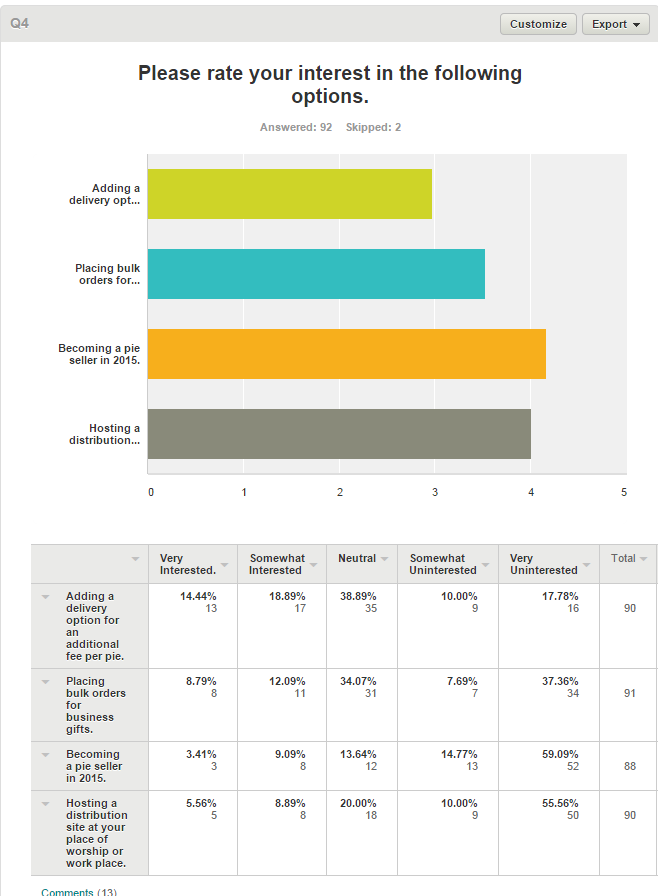 Q4
Customize
Export
Please rate your interest in the following
options.
Answered: 92 Skipped: 2
Adding a
delivery opt...
Placing bulk
orders for...
Becoming a pie
seller in 2015.
Hosting a
distribution...
0 1 2 3 4 5
Very
Interested.
Somewhat
Interested
Neutral
Somewhat
Uninterested
Very
Uninterested
Total
Adding a
delivery
option for
an
additional
fee per pie.
14.44% 18.89% 38.89% 10.00% 17.78%
13 17 35 9 16 90
Placing
bulk orders
for
business
gifts.
8.79% 12.09% 34.07% 7.69% 37.36%
8 11 31 7 34 91
Becoming
a pie seller
in 2015.
3.41% 9.09% 13.64% 14.77% 59.09%
3 8 12 13 52 88
Hosting a
distribution
site at your
place of
worship or
work place.
5.56% 8.89% 20.00% 10.00% 55.56%
5 8 18 9 50 90
Comments (13)